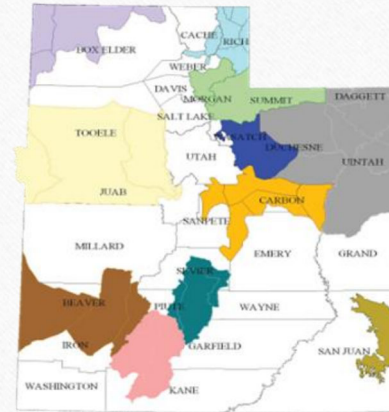 CACHE
RICH
BOX ELDER
WEBER
DAVIS
MORGAN
DAGGETT
SUMMIT
SALT LAKE
TOOELE
DUCHESNE
UTAH
UINTAH
JUAB
CARBON
SANPETE
MILLARD
EMERY
GRAND
SEVIER
BEAVER
PIUTE
WAYNE
IRON
GARFIELD
SAN JUAN
WASHINGTON
KANE